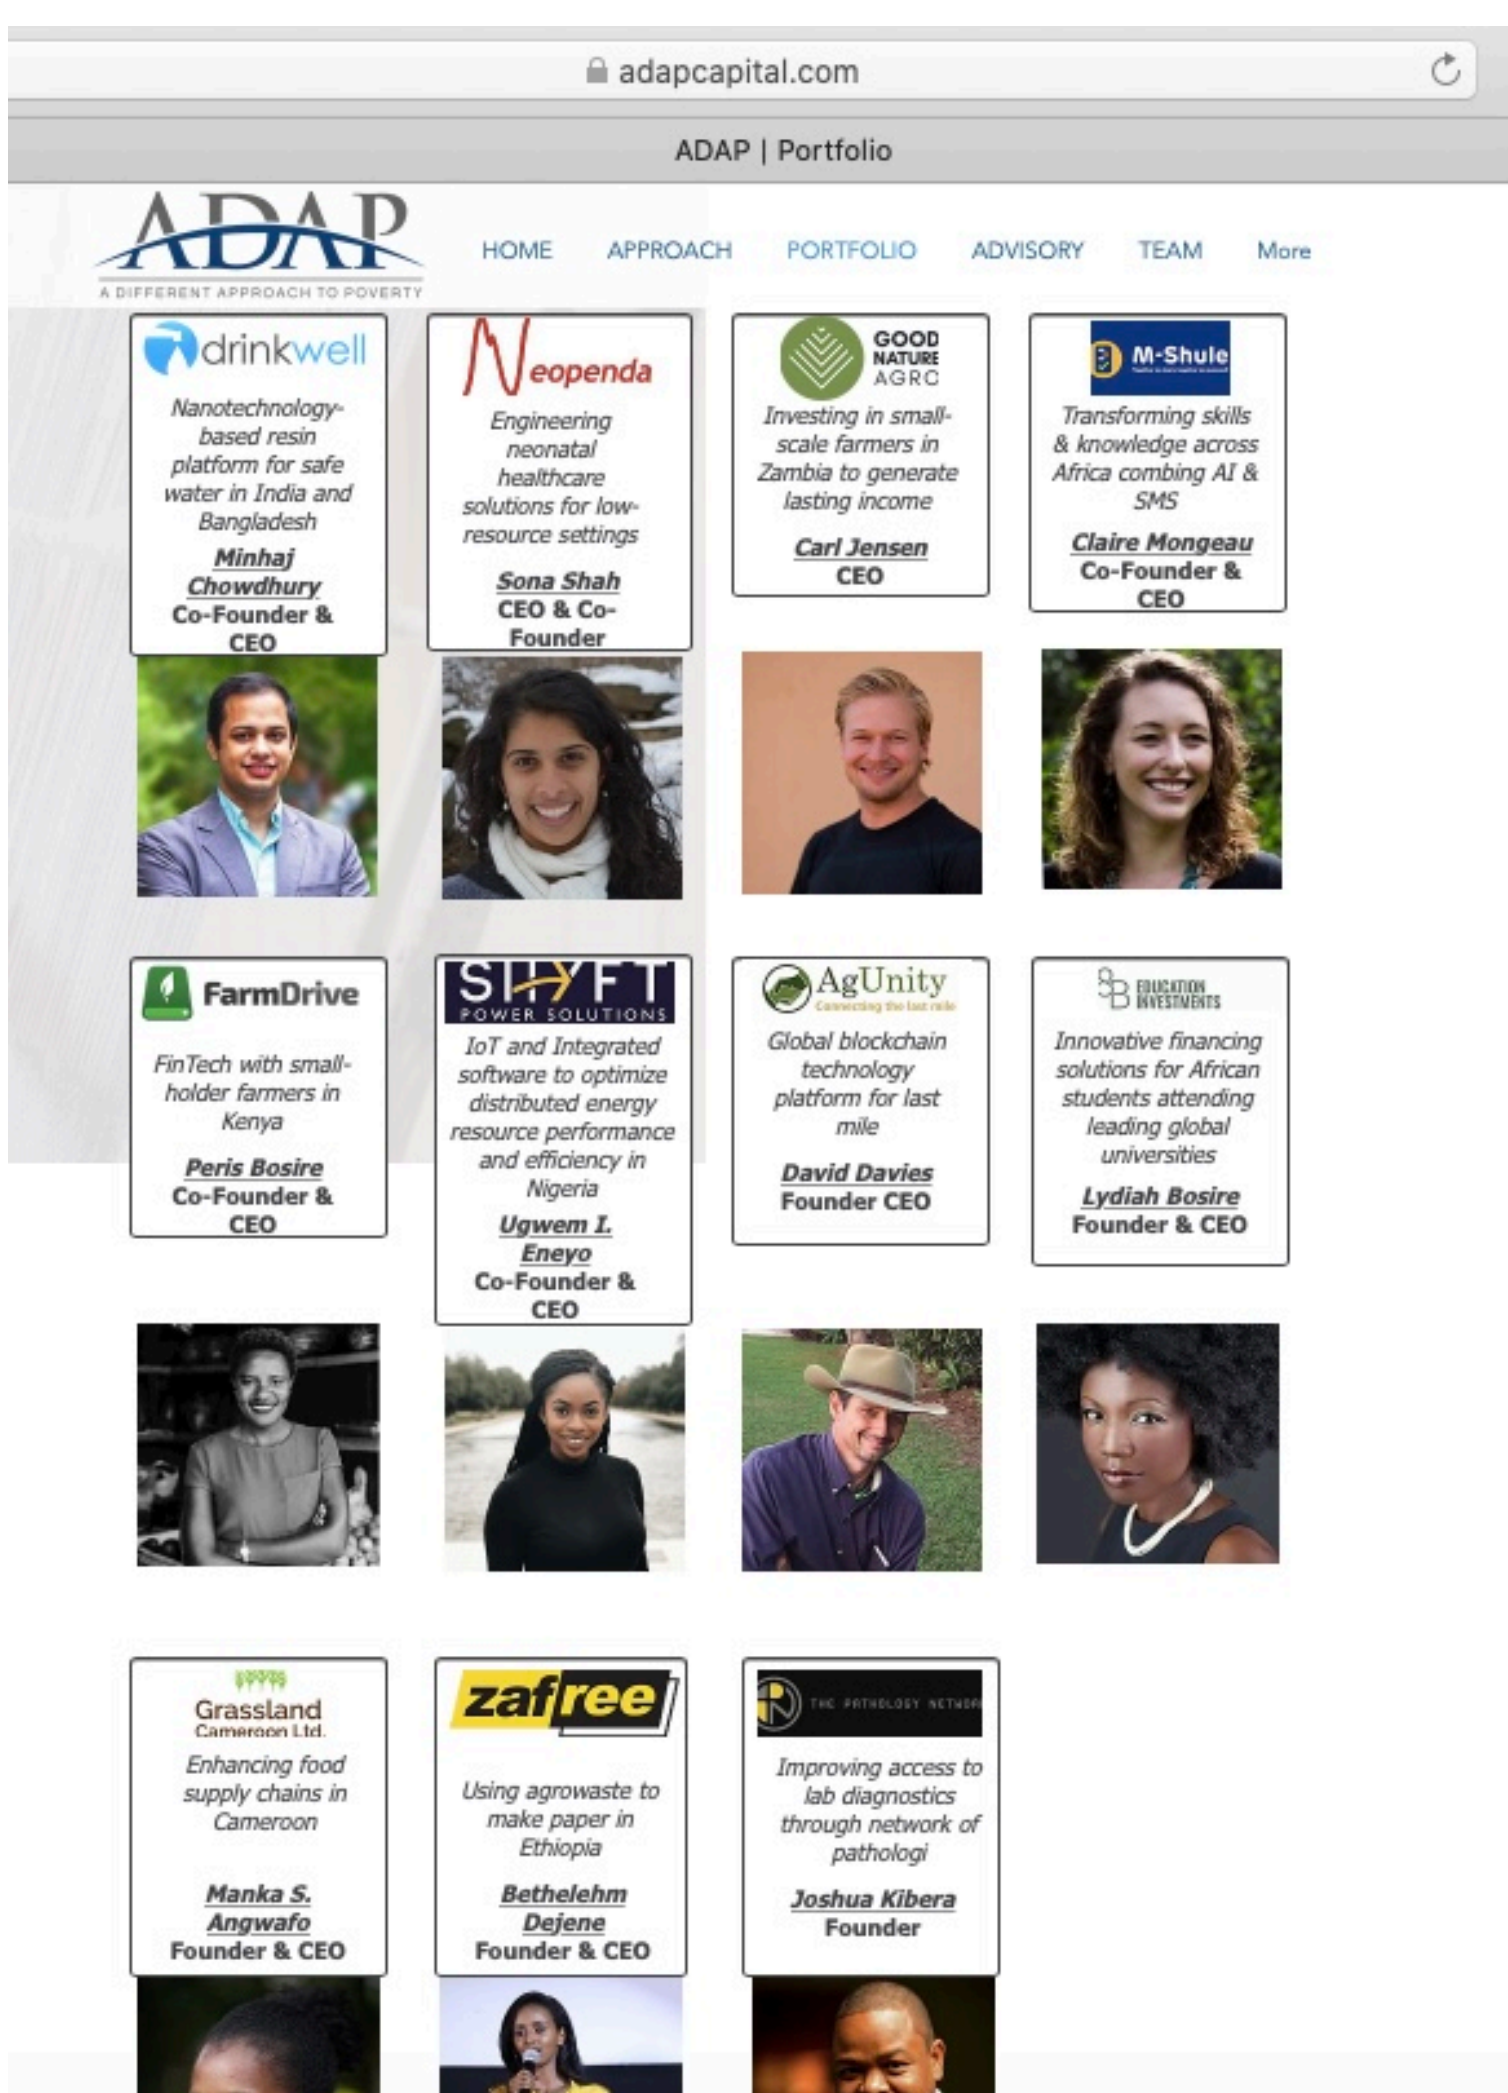 adapcapital.com
ADAP | Portfolio
ADAP
A DIFFERENT APPROACH TO POVERTY
HOME APPROACH PORTFOLIO ADVISORY TEAM More
drinkwell
Nanotechnology-
based resin
platform for safe
water in India and
Bangladesh
Minhaj
Chowdhury
Co-Founder &
CEO
Neopenda
Engineering
neonatal
healthcare
solutions for low-
resource settings
Sona Shah
CEO & Co-
Founder
GOOD
NATURE
AGRO
Investing in small-
scale farmers in
Zambia to generate
lasting income
Carl Jensen
CEO
M-Shule
Transforming skills
& knowledge across
Africa combing AI &
SMS
Claire Mongeau
Co-Founder &
CEO
FarmDrive
FinTech with small-
holder farmers in
Kenya
Peris Bosire
Co-Founder &
CEO
SHYFT
POWER SOLUTIONS
IoT and Integrated
software to optimize
distributed energy
resource performance
and efficiency in
Nigeria
Ugwem I.
Eneyo
Co-Founder &
CEO
AgUnity
Connecting the last mile
Global blockchain
technology
platform for last
mile
David Davies
Founder CEO
8B EDUCATION
INVESTMENTS
Innovative financing
solutions for African
students attending
leading global
universities
Lydiah Bosire
Founder & CEO
Grassland
Cameroon Ltd.
Enhancing food
supply chains in
Cameroon
Manka S.
Angwafo
Founder & CEO
zafree
Using agrowaste to
make paper in
Ethiopia
Bethelehm
Dejene
Founder & CEO
THE PATHOLOGY NETWOR
Improving access to
lab diagnostics
through network of
pathologi
Joshua Kibera
Founder